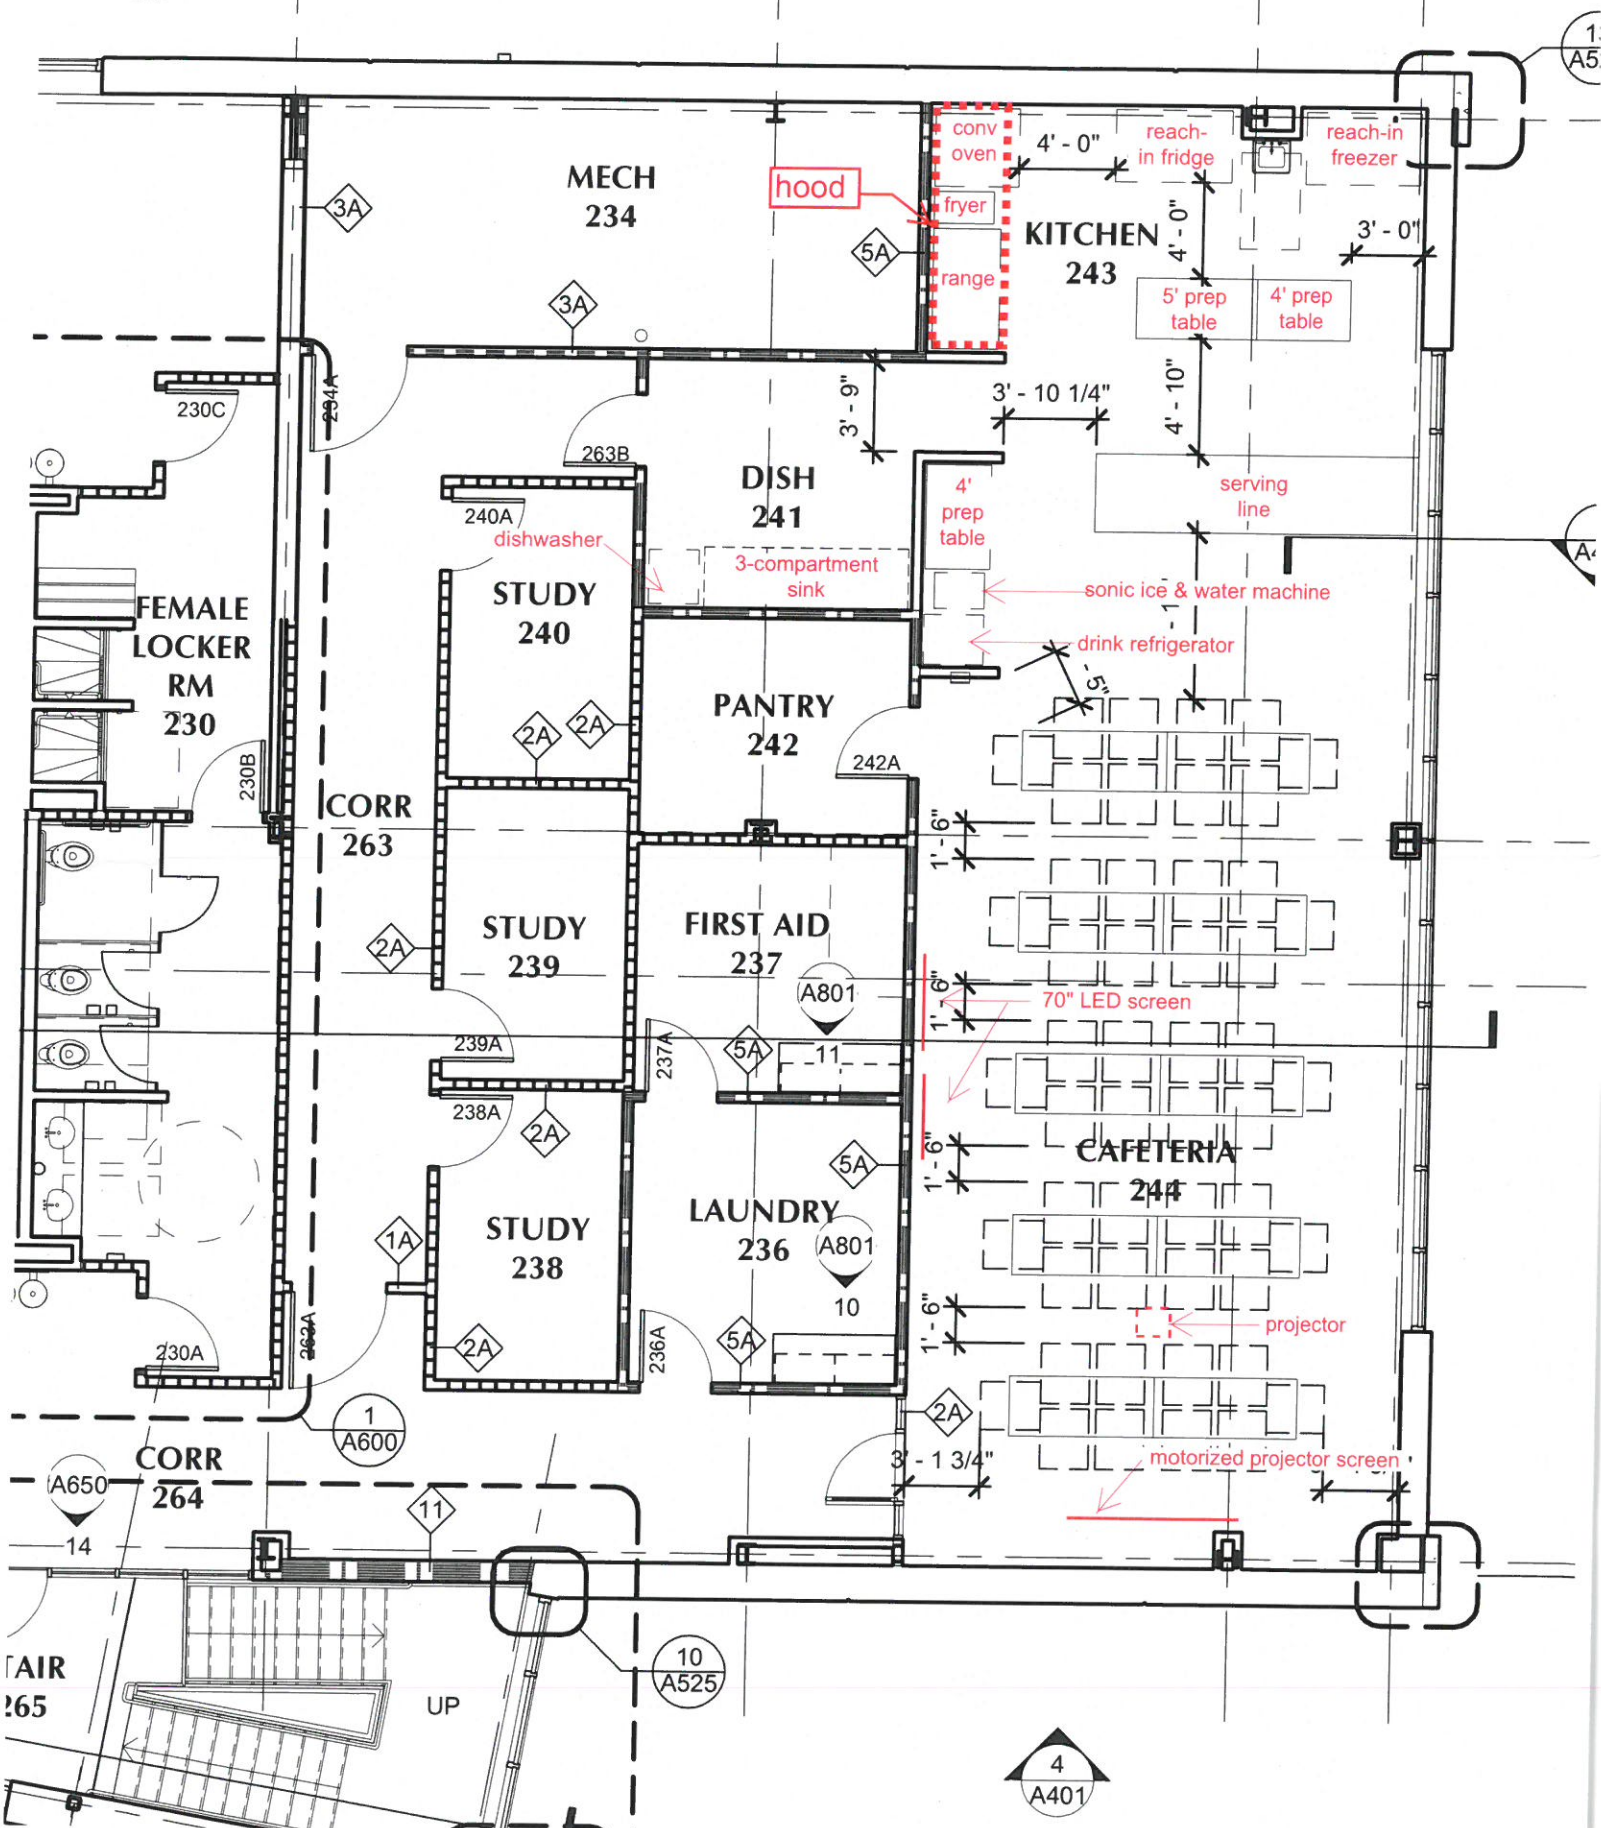 13
conv
oven
4' - 0"
reach-
in fridge
reach-in
freezer
MECH
234
hood
3A
fryer
KITCHEN
243
4' - 0"
3' - 0"
5A
range
3A
5' prep
table
4' prep
table
234A
230C
3' - 9"
3' - 10 1/4"
4' - 10"
263B
DISH
241
4'
prep
table
serving
line
240A
dishwasher
3-compartment
sink
STUDY
240
sonic ice & water machine
FEMALE
LOCKER
RM
230
drink refrigerator
PANTRY
242
2A
2A
242A
230B
CORR
263
1' - 6"
STUDY
239
FIRST AID
237
2A
A801
1' - 6"
70" LED screen
239A
237A
5A
11
238A
2A
1' - 6"
CAFETERIA
244
5A
STUDY
238
LAUNDRY
236
1A
A801
10
1' - 6"
projector
263A
230A
2A
236A
5A
1
A600
2A
CORR
264
3' - 1 3/4"
motorized projector screen
A650
14
11
TAIR
265
UP
10
A525
4
A401